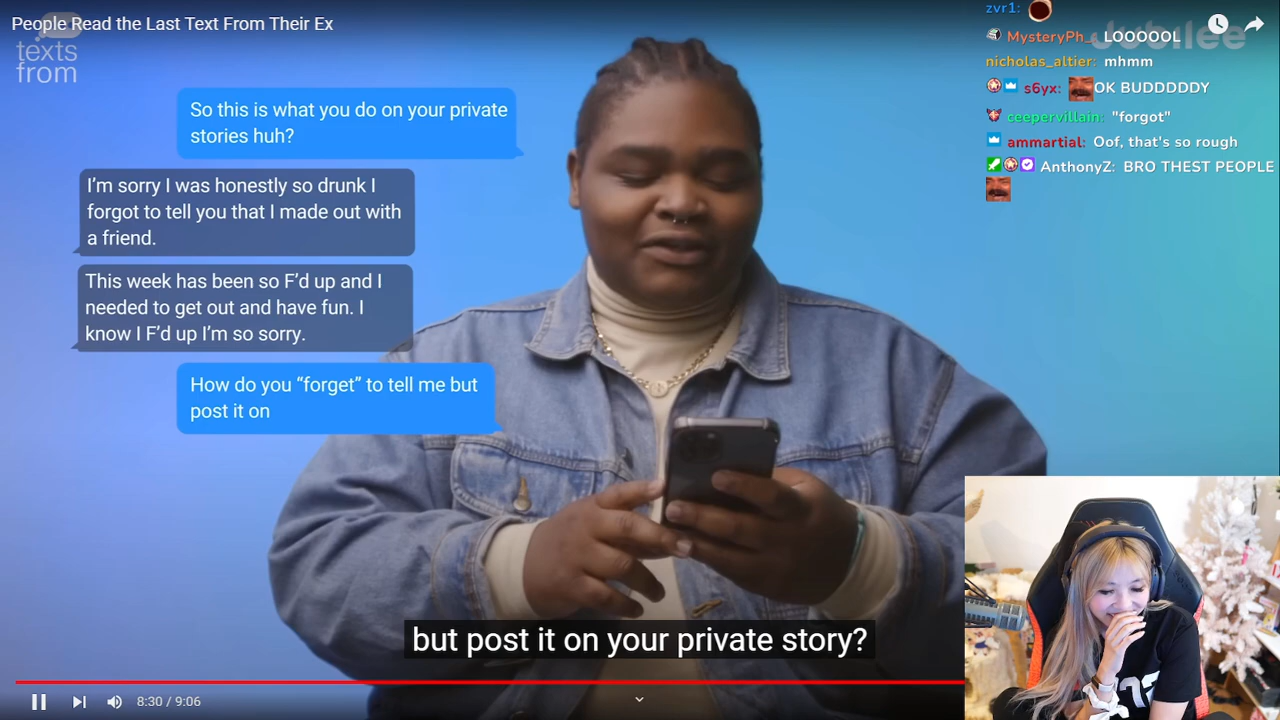 People Read the Last Text From Their Ex
texts
from
Jubilee
So this is what you do on your private
stories huh?
I’m sorry I was honestly so drunk I
forgot to tell you that I made out with
a friend.
This week has been so F’d up and I
needed to get out and have fun. I
know I F’d up I’m so sorry.
How do you “forget” to tell me but
post it on
but post it on your private story?
8:30 / 9:06
zvr1:
MysteryPh_: LOOOOOL
nicholas_altier: mhmm
s6yx: OK BUDDDDDY
ceepervillain: "forgot"
ammartial: Oof, that's so rough
AnthonyZ: BRO THEST PEOPLE